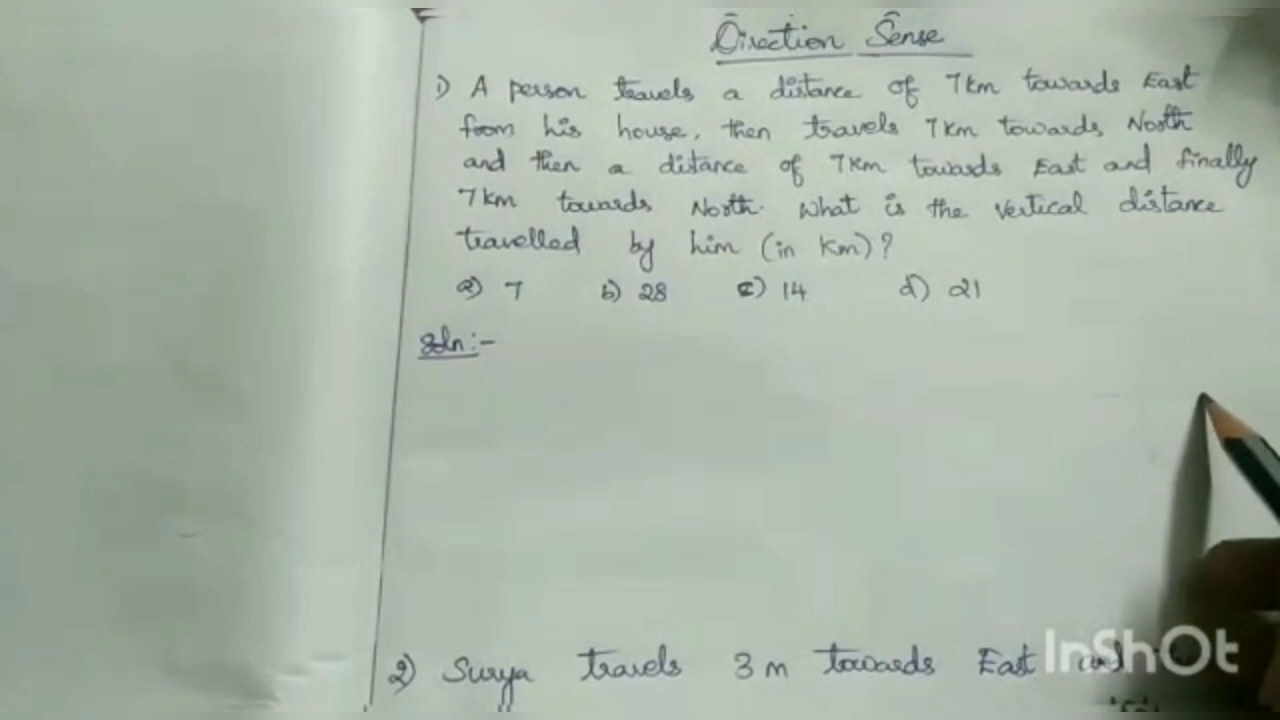 Direction Sense
1) A person travels a distance of 7km towards East
from his house, then travels 7km towards North
and then a distance of 7km towards East and finally
7km towards North. What is the vertical distance
travelled by him (in Km)?
a) 7 b) 28 c) 14 d) 21
Soln:-
2) Surya travels 3m towards East and
InShOt